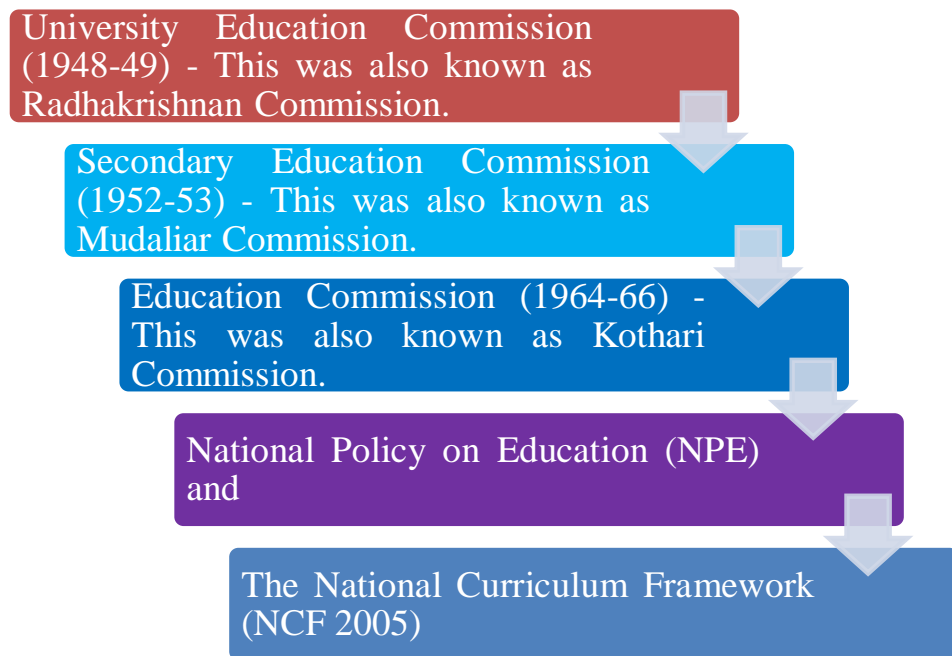 University Education Commission
(1948-49) - This was also known as
Radhakrishnan Commission.
Secondary Education Commission
(1952-53) - This was also known as
Mudaliar Commission.
Education Commission (1964-66) -
This was also known as Kothari
Commission.
National Policy on Education (NPE)
and
The National Curriculum Framework
(NCF 2005)